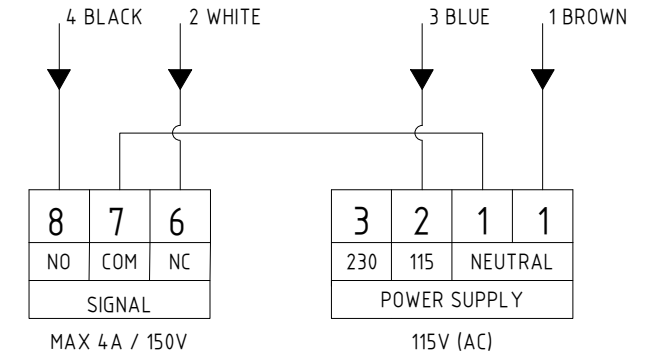 4 BLACK 2 WHITE 3 BLUE 1 BROWN
8 7 6 3 2 1 1
NO COM NC 230 115 NEUTRAL
SIGNAL POWER SUPPLY
MAX 4A / 150V 115V (AC)